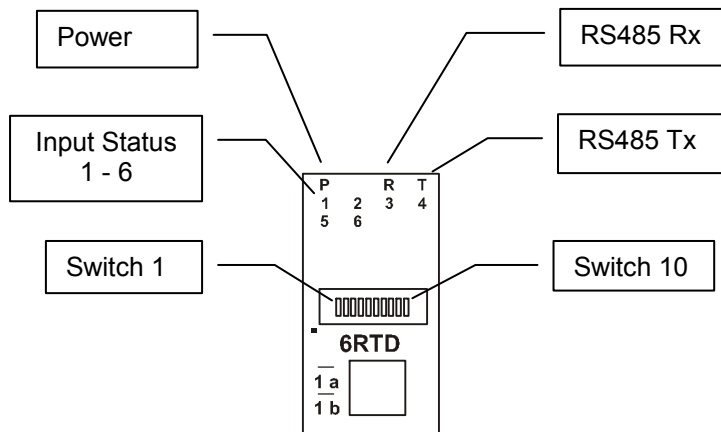 Power
RS485 Rx
Input Status
1 - 6
RS485 Tx
P R T
1 2 3 4
5 6
Switch 1
Switch 10
6RTD
1 a
1 b